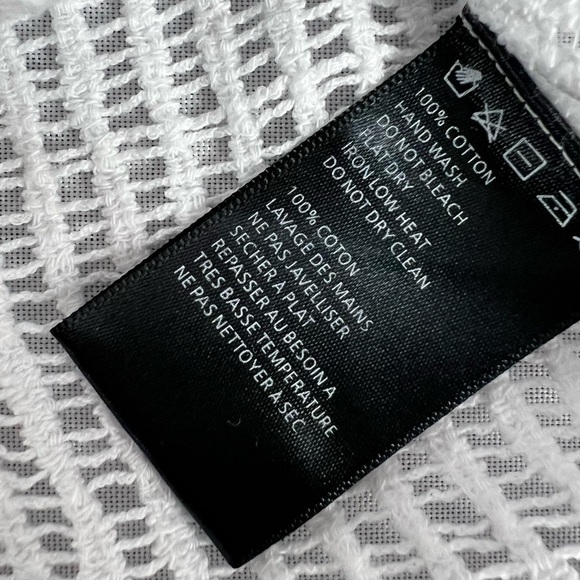 100% COTTON
HAND WASH
DO NOT BLEACH
FLAT DRY
IRON LOW HEAT
DO NOT DRY CLEAN
100% COTON
LAVAGE DES MAINS
NE PAS JAVELLISER
SECHER A PLAT
REPASSER AU BESOIN A
TRES BASSE TEMPERATURE
NE PAS NETTOYER A SEC